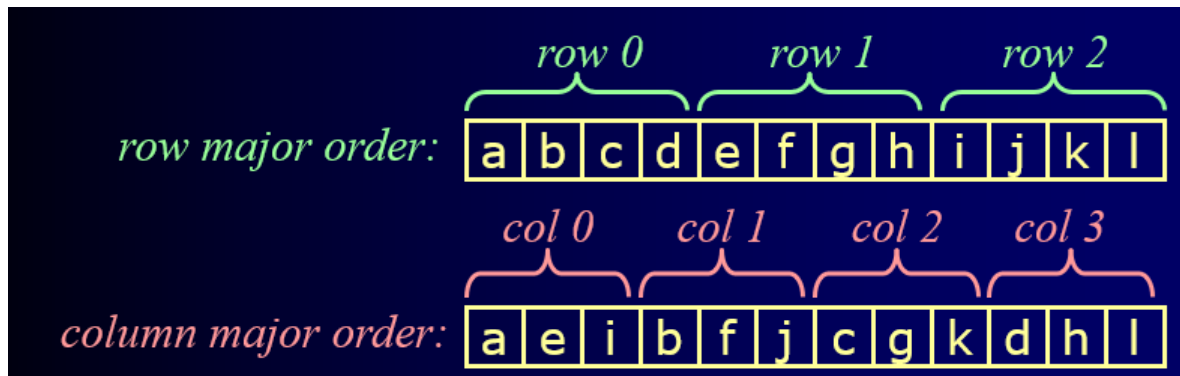 row 0 row 1 row 2
row major order: a b c d e f g h i j k l
col 0 col 1 col 2 col 3
column major order: a e i b f j c g k d h l